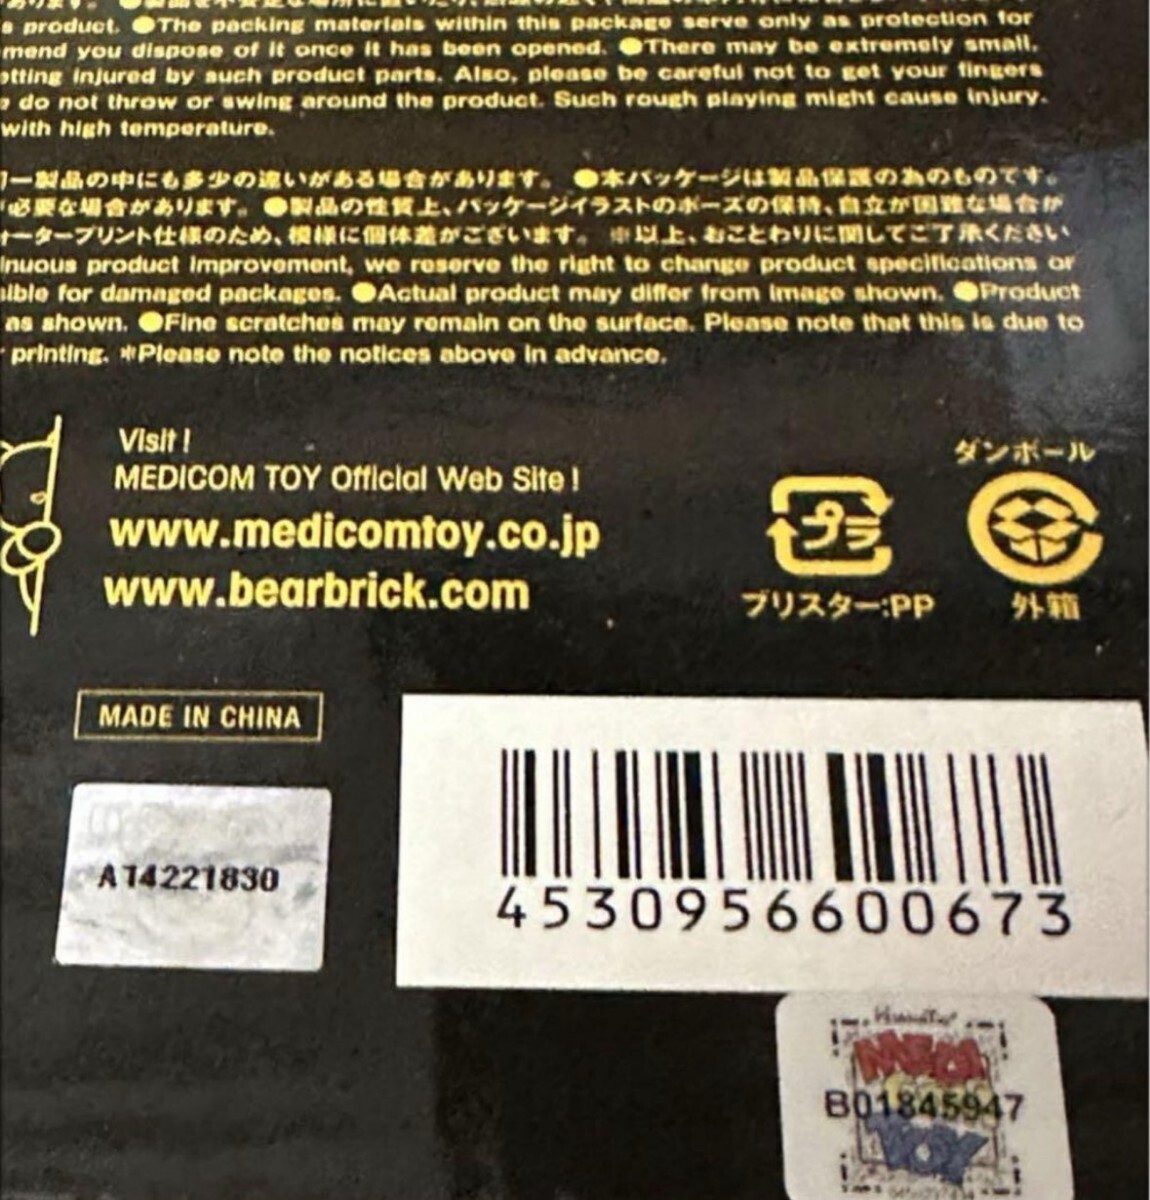 s product. ●The packing materials within this package serve only as protection for
mend you dispose of it once it has been opened. ●There may be extremely small,
etting injured by such product parts. Also, please be careful not to get your fingers
e do not throw or swing around the product. Such rough playing might cause injury.
with high temperature.
一製品の中にも多少の違いがある場合があります。 ●本パッケージは製品保護の為のものです。
必要な場合があります。●製品の性質上、パッケージイラストのポーズの保持、自立が困難な場合が
ォータープリント仕様のため、模様に個体差がございます。 ※以上、おことわりに関してご了承ください
inuous product improvement, we reserve the right to change product specifications or
sible for damaged packages. ●Actual product may differ from image shown. ●Product
as shown. ●Fine scratches may remain on the surface. Please note that this is due to
printing. ※Please note the notices above in advance.
Visit!
MEDICOM TOY Official Web Site!
www.medicomtoy.co.jp
www.bearbrick.com
プラ
ブリスター:PP
ダンボール
外箱
MADE IN CHINA
A14221830
4530956600673
MEDI
B01845947
TOY